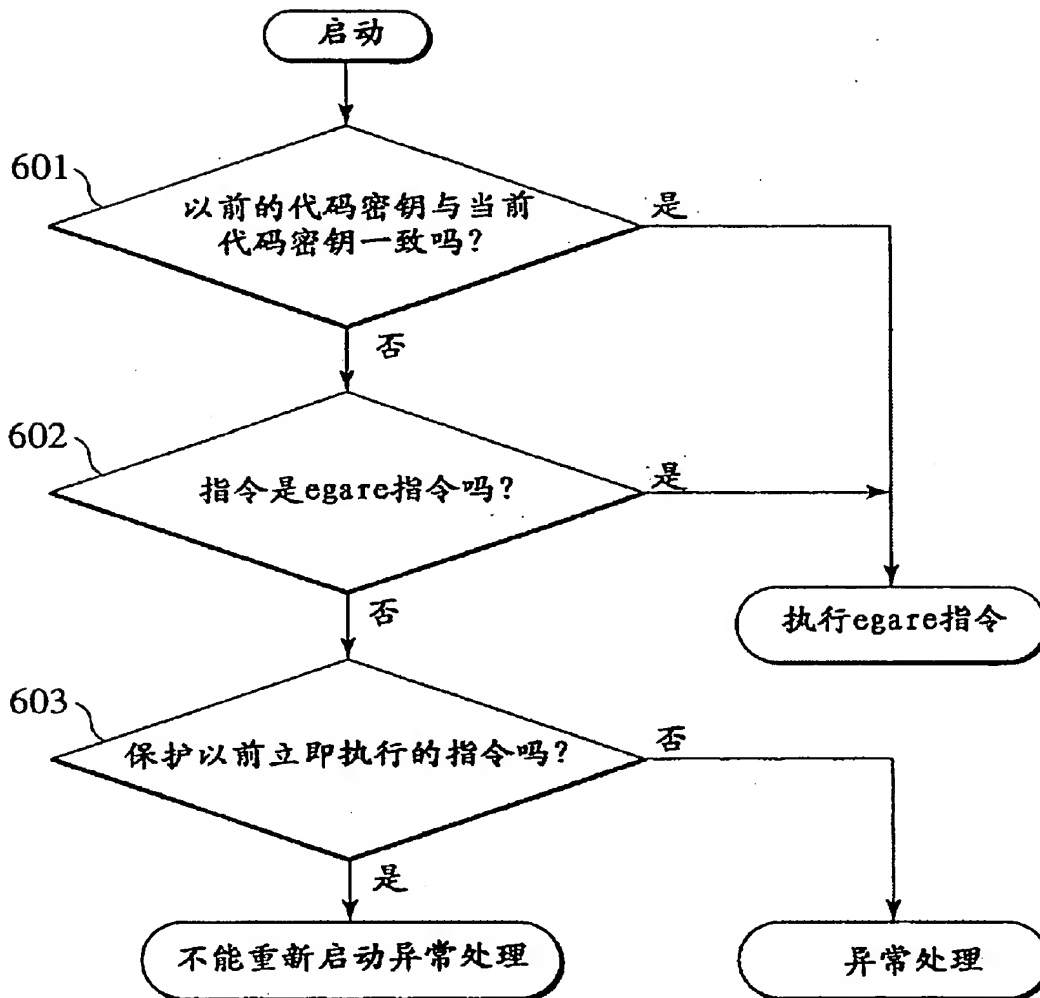 启动
601
以前的代码密钥与当前
代码密钥一致吗?
是
否
602
指令是egare指令吗?
是
否
执行egare指令
603
保护以前立即执行的指令吗?
否
是
不能重新启动异常处理
异常处理